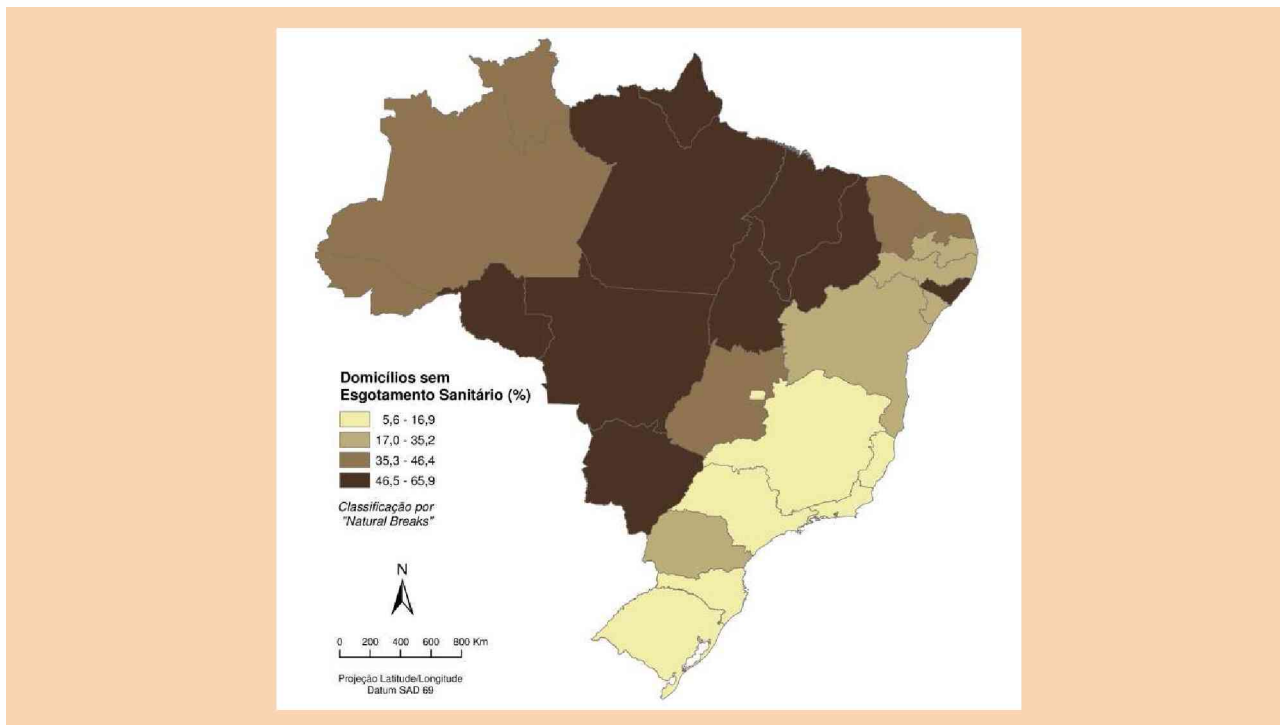 Domicílios sem
Esgotamento Sanitário (%)
5,6 - 16,9
17,0 - 35,2
35,3 - 46,4
46,5 - 65,9
Classificação por
"Natural Breaks"
N
0 200 400 600 800 Km
Projeção Latitude/Longitude
Datum SAD 69